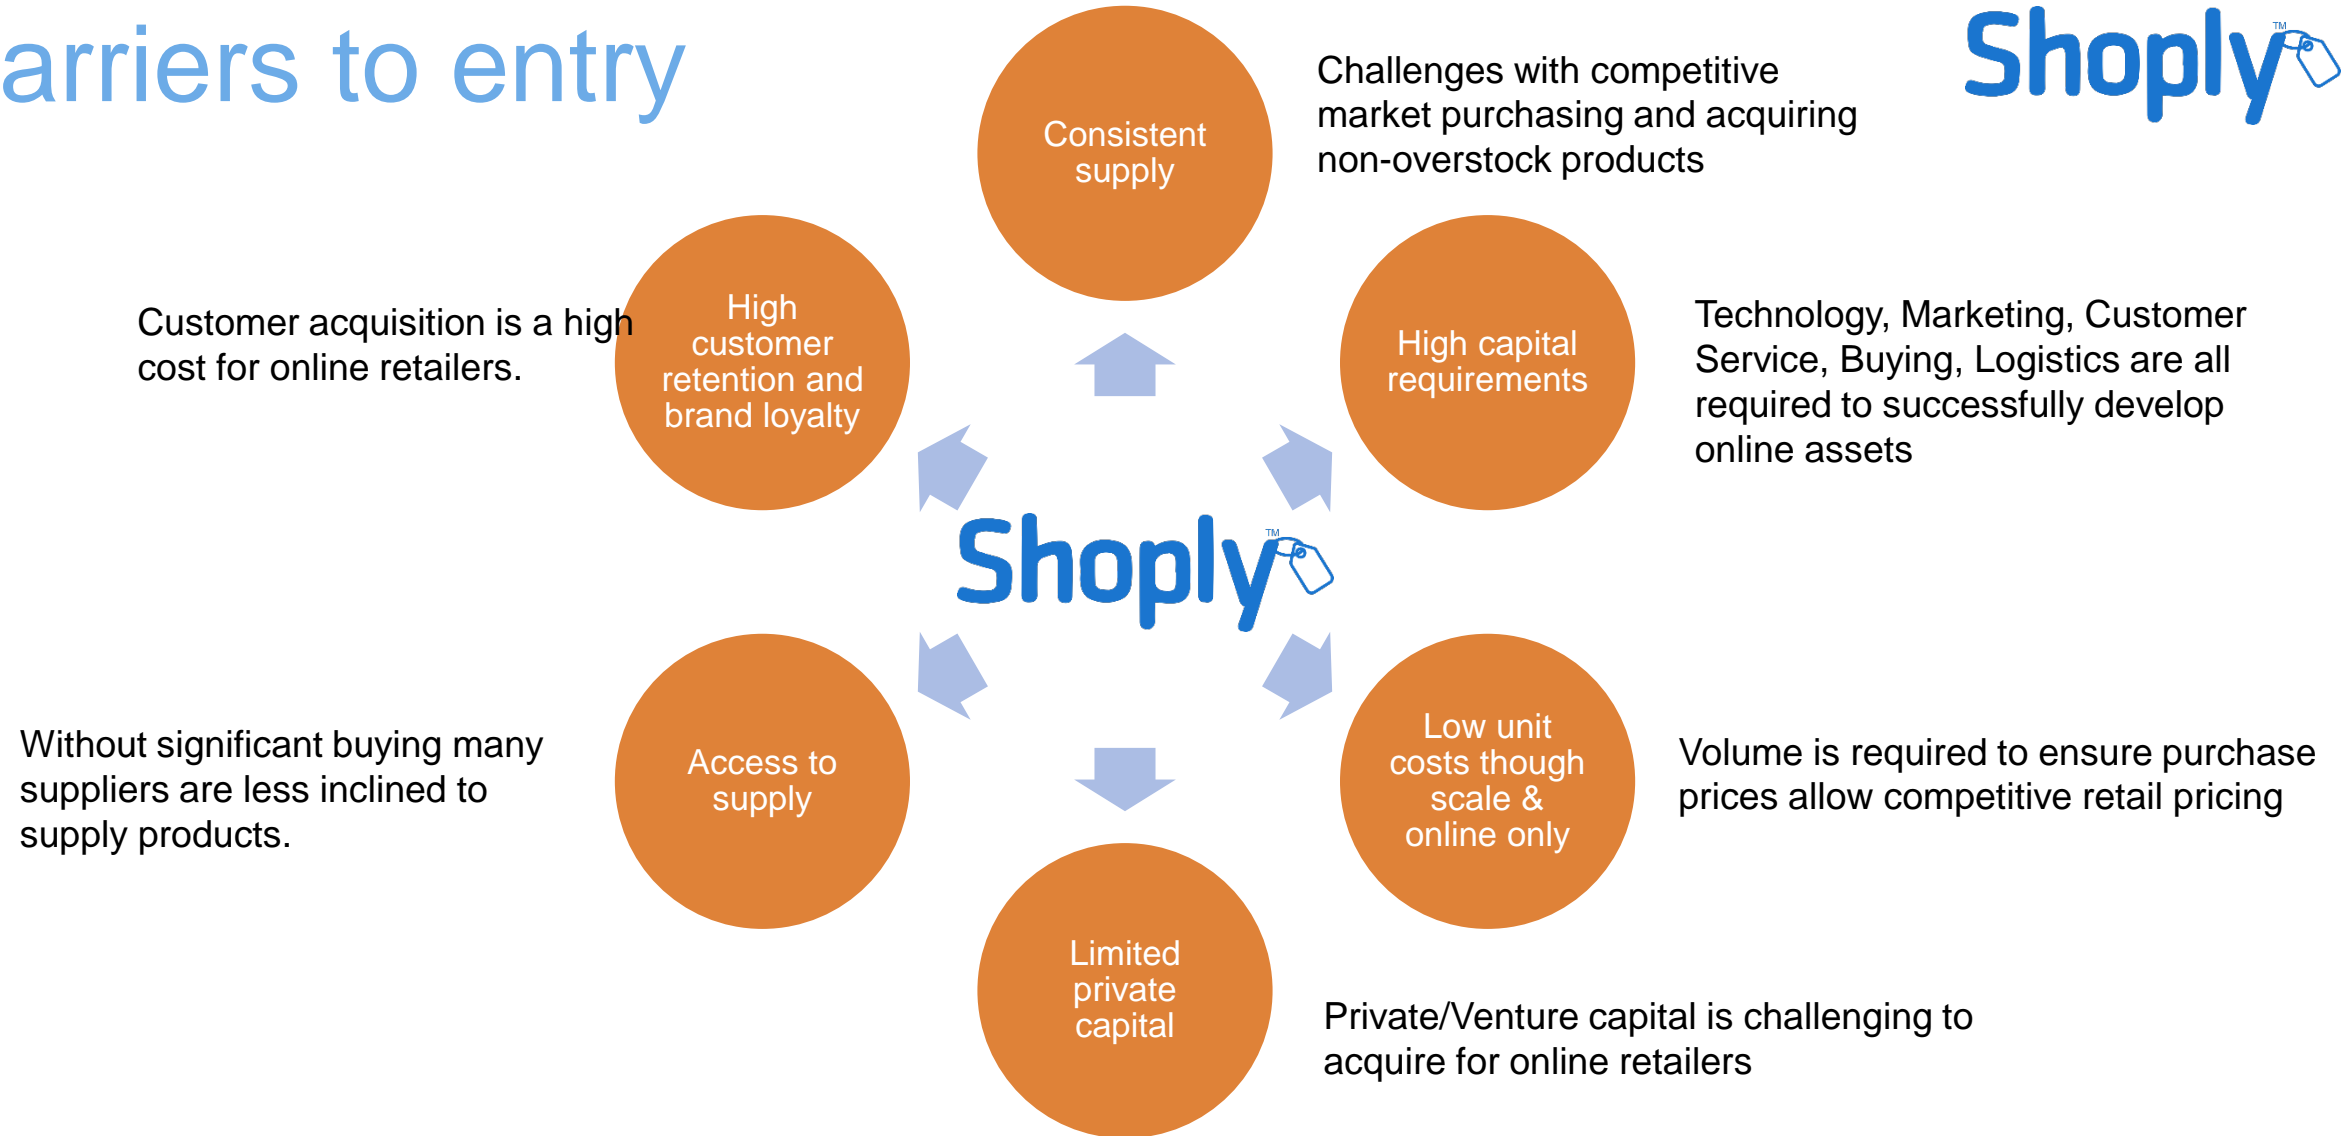 arriers to entry
Shoply™
Consistent
supply
Challenges with competitive
market purchasing and acquiring
non-overstock products
High capital
requirements
Technology, Marketing, Customer
Service, Buying, Logistics are all
required to successfully develop
online assets
Low unit
costs though
scale &
online only
Volume is required to ensure purchase
prices allow competitive retail pricing
Limited
private
capital
Private/Venture capital is challenging to
acquire for online retailers
Access to
supply
Without significant buying many
suppliers are less inclined to
supply products.
High
customer
retention and
brand loyalty
Customer acquisition is a high
cost for online retailers.
Shoply™